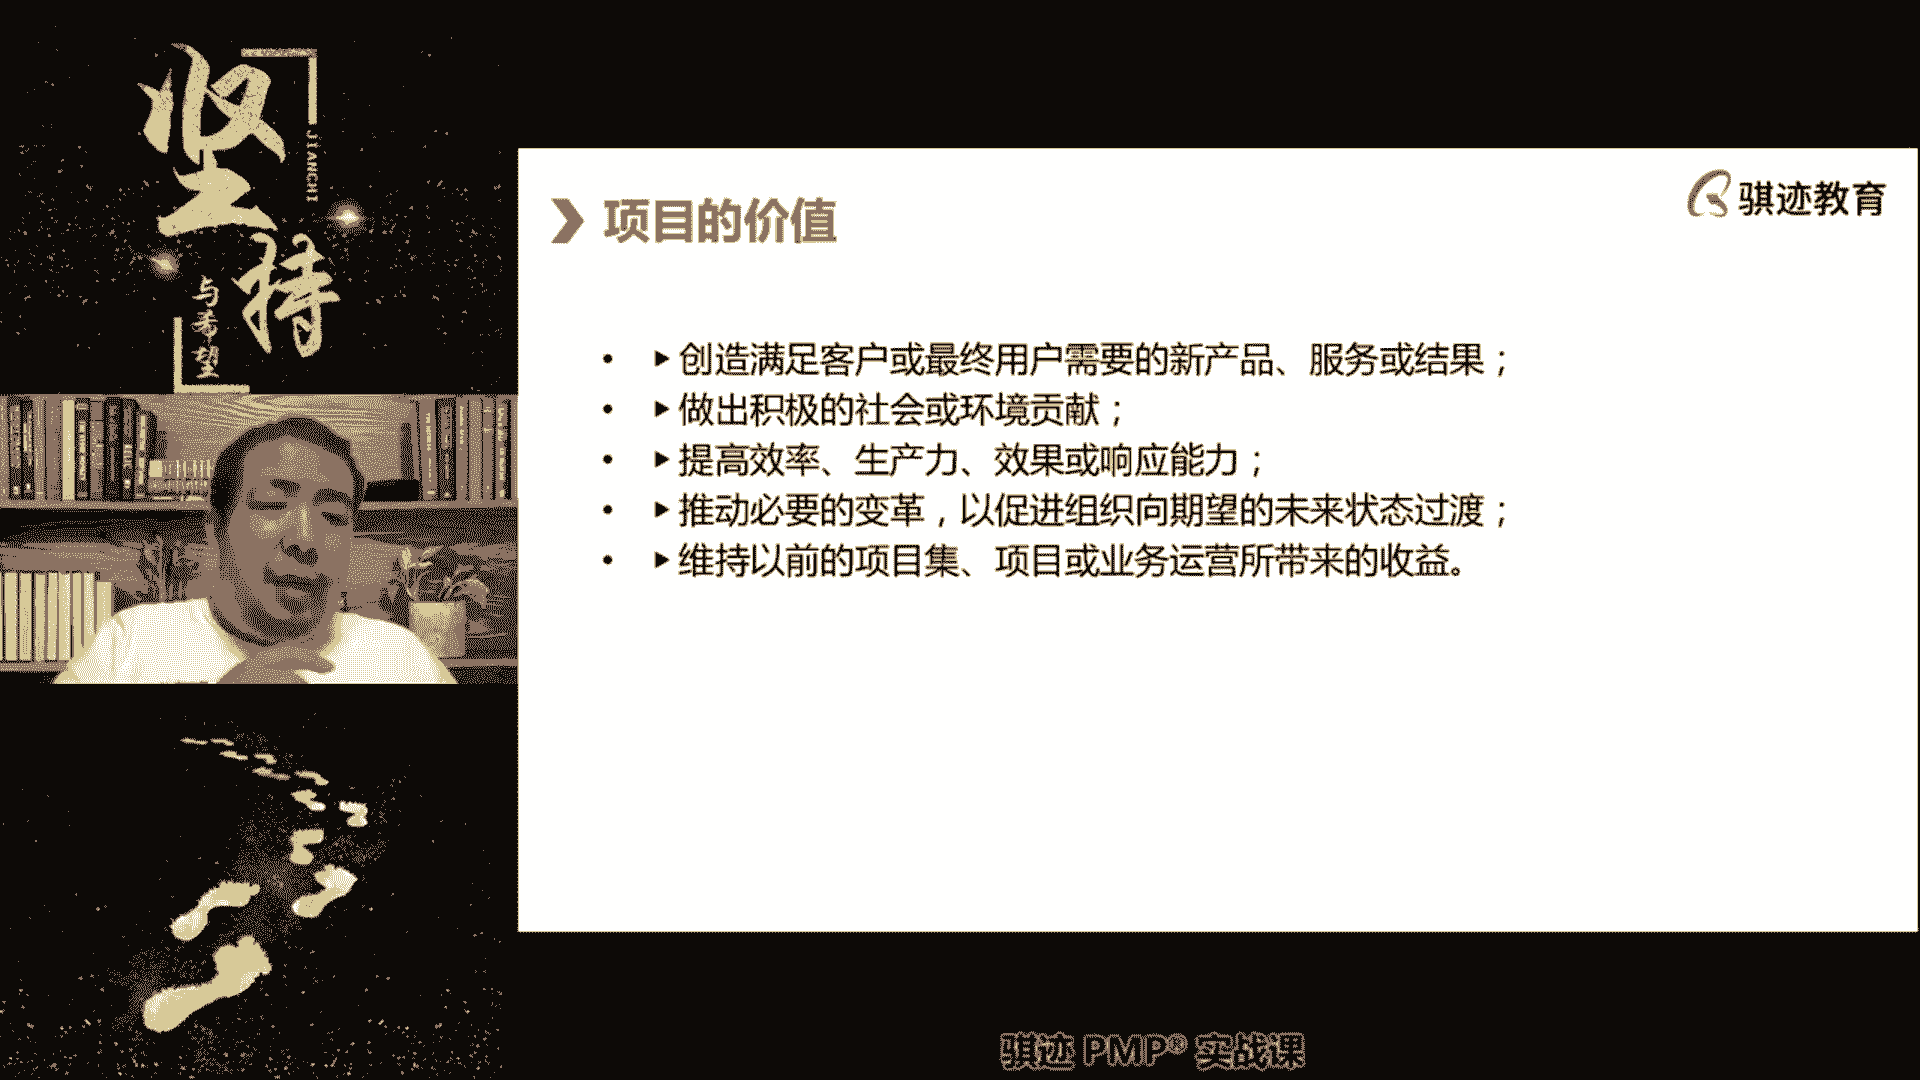 坚持
JIANCHI
与希望
骐迹教育
项目的价值
• ▶创造满足客户或最终用户需要的新产品、服务或结果；
• ▶做出积极的社会或环境贡献；
• ▶提高效率、生产力、效果或响应能力；
• ▶推动必要的变革，以促进组织向期望的未来状态过渡；
• ▶维持以前的项目集、项目或业务运营所带来的收益。
骐迹 PMP® 实战课